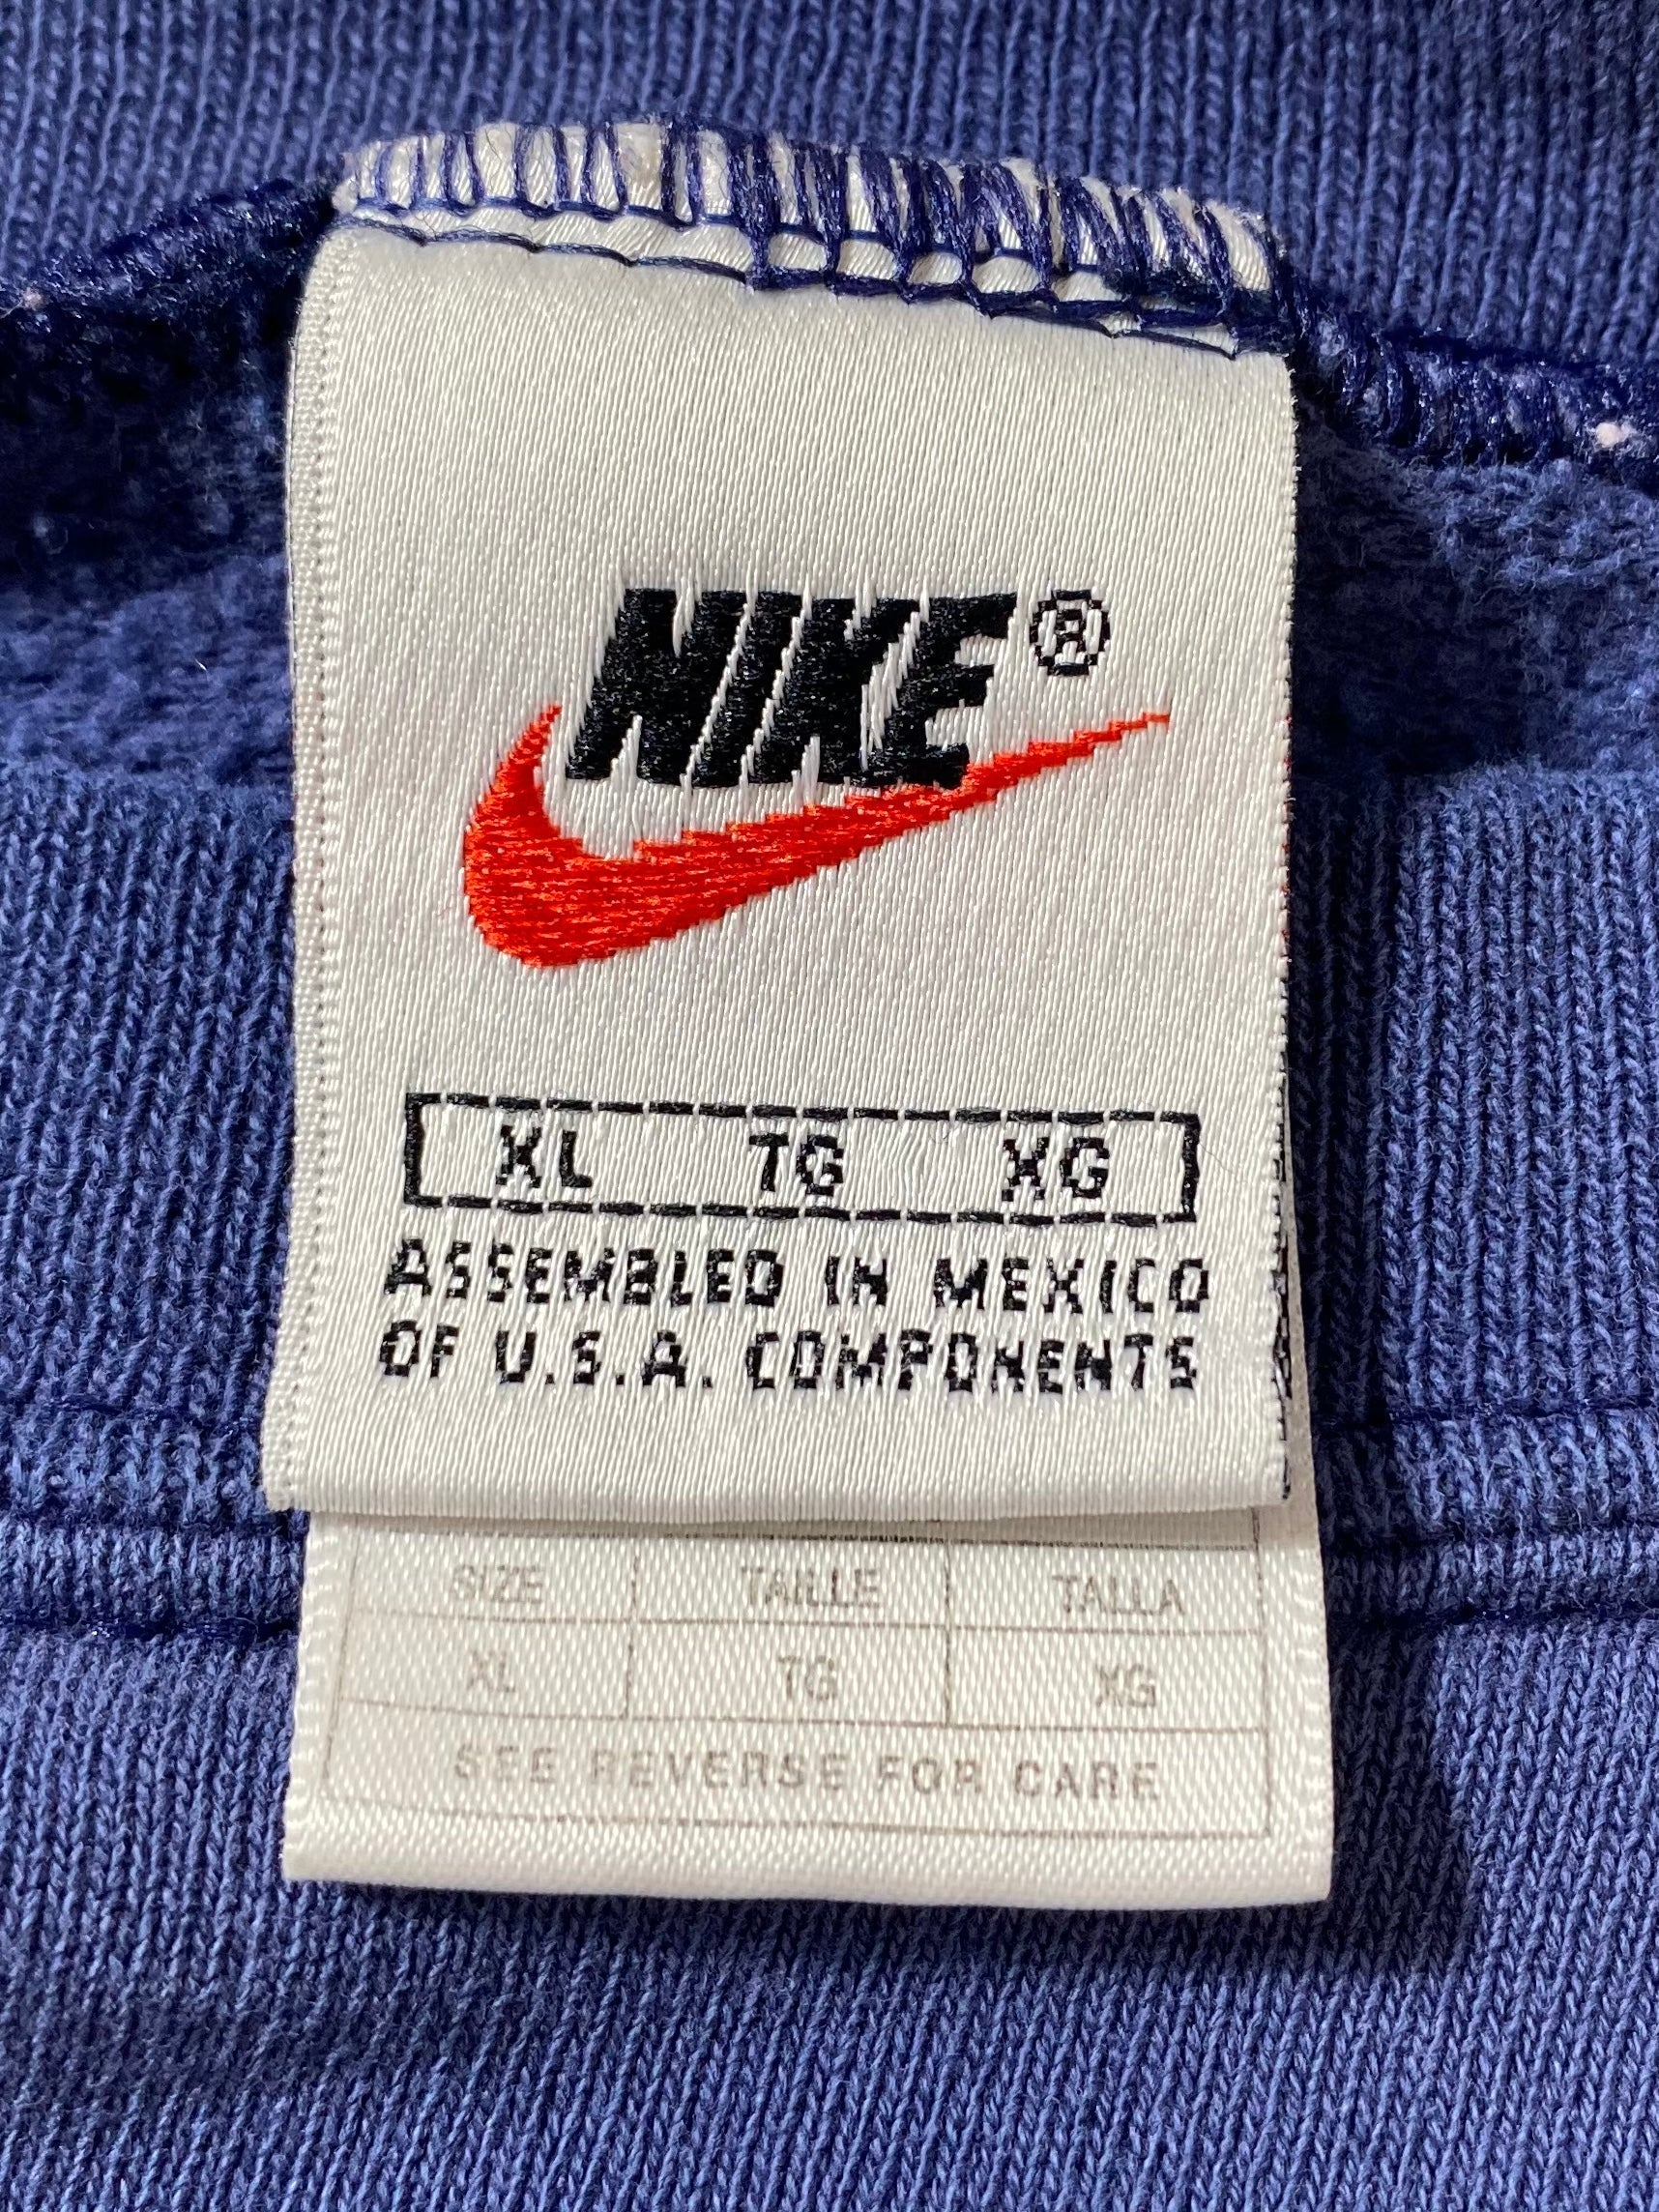 NIKE®
XL TG XG
ASSEMBLED IN MEXICO
OF U.S.A. COMPONENTS
SIZE TAILLE TALLA
XL TG XG
SEE REVERSE FOR CARE